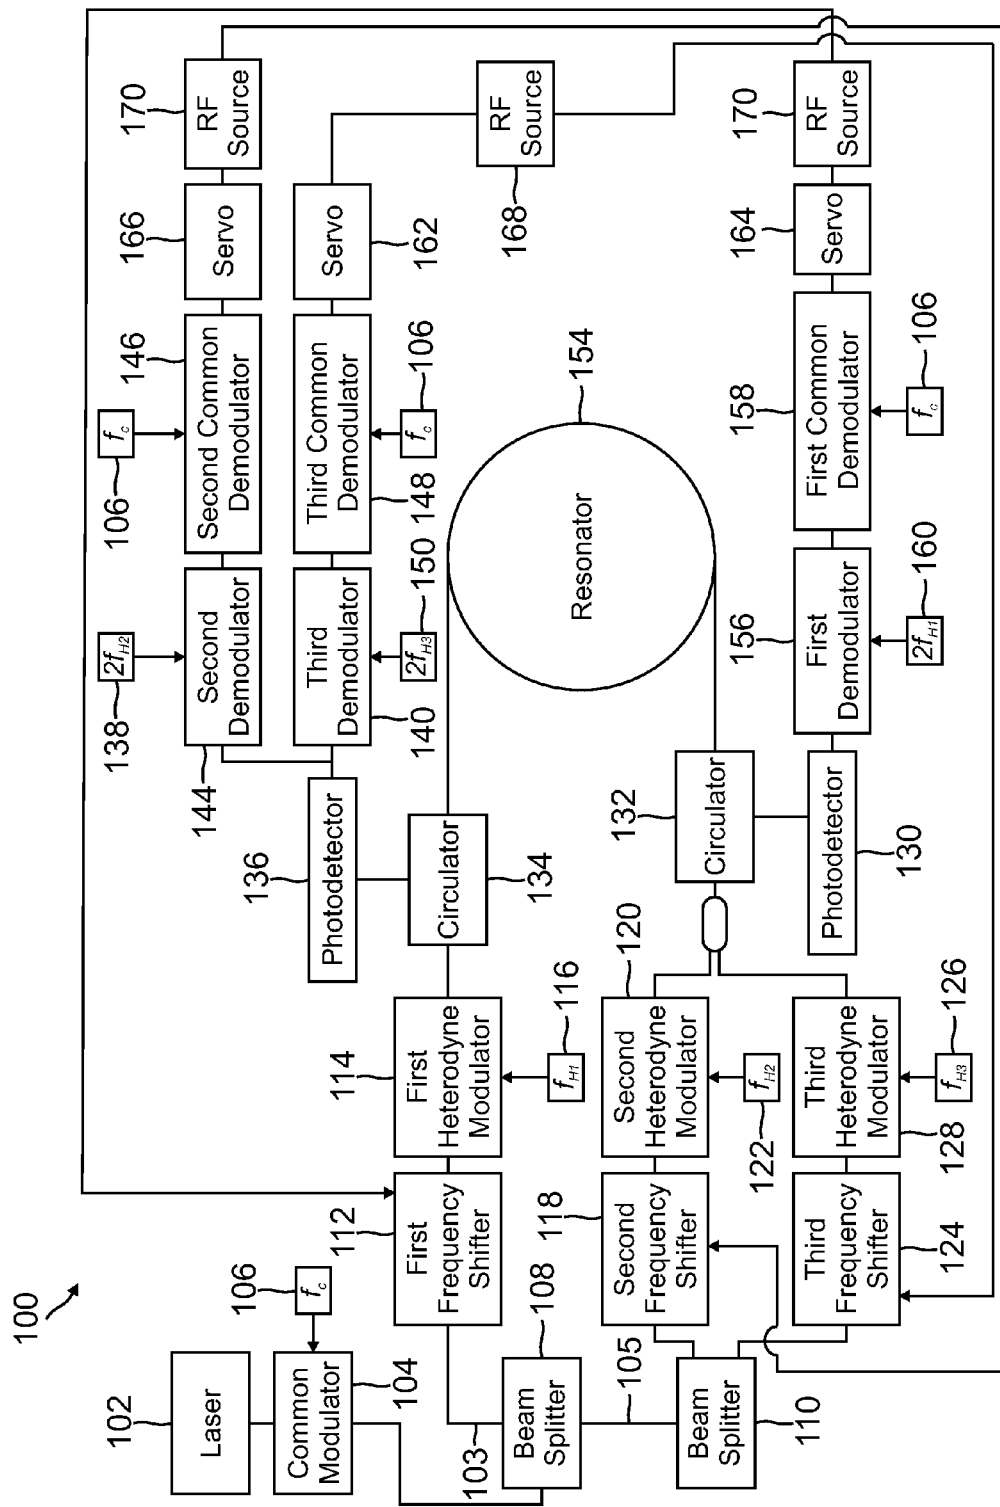 100
102
Laser
Common
Modulator
104
106
f_c
103
Beam
Splitter
108
105
Beam
Splitter
110
112
First
Frequency
Shifter
118
Second
Frequency
Shifter
Third
Frequency
Shifter
124
114
First
Heterodyne
Modulator
f_H1
116
120
Second
Heterodyne
Modulator
f_H2
122
Third
Heterodyne
Modulator
128
f_H3
126
136
Photodetector
Circulator
134
132
Circulator
Photodetector
130
138
2f_H2
144
Second
Demodulator
Third
Demodulator
140
2f_H3
150
Resonator
154
156
First
Demodulator
2f_H1
160
106
f_c
146
Second Common
Demodulator
Third Common
Demodulator
148
f_c
106
158
First Common
Demodulator
f_c
106
166
Servo
Servo
162
164
Servo
170
RF
Source
RF
Source
168
170
RF
Source